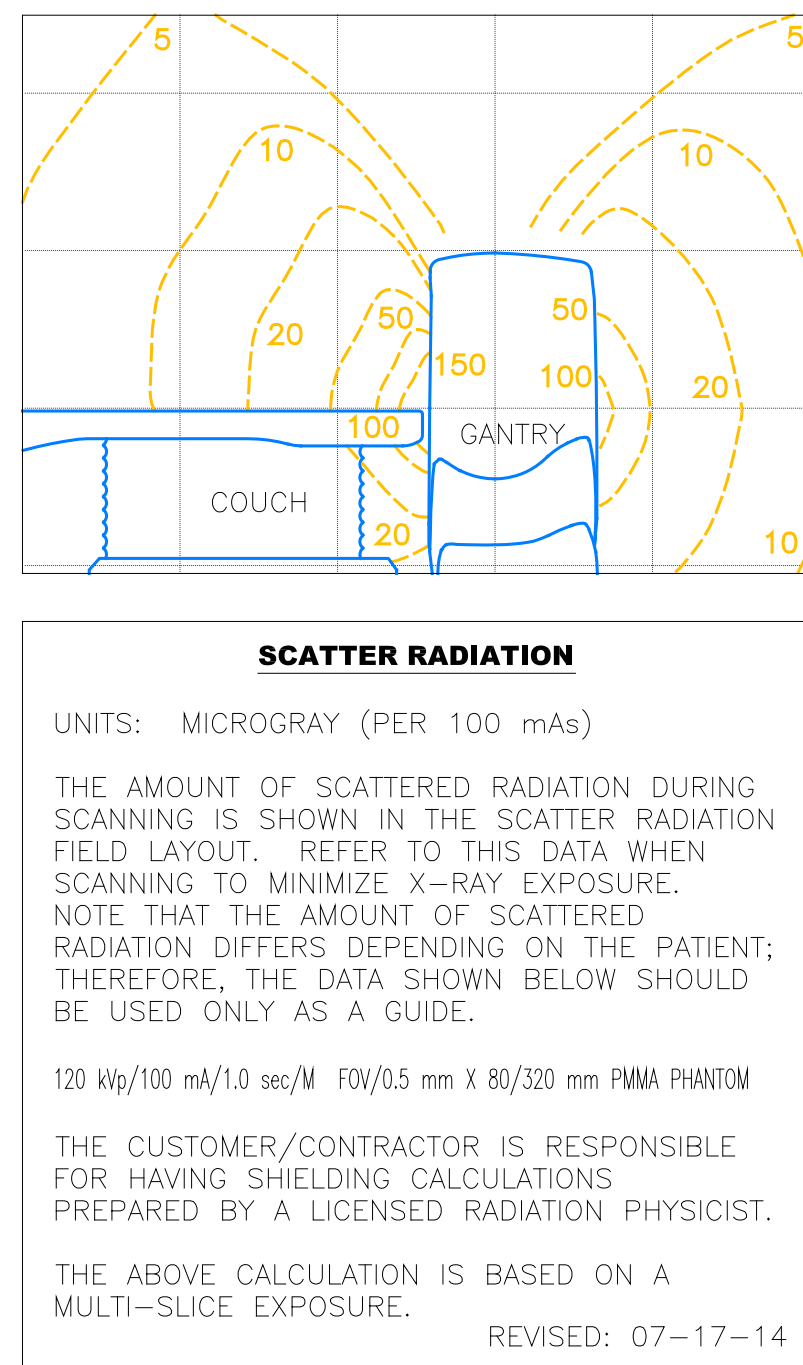 5
5
10
10
50
50
20
150
100
20
100
GANTRY
COUCH
20
10
SCATTER RADIATION
UNITS: MICROGRAY (PER 100 mAs)
THE AMOUNT OF SCATTERED RADIATION DURING
SCANNING IS SHOWN IN THE SCATTER RADIATION
FIELD LAYOUT. REFER TO THIS DATA WHEN
SCANNING TO MINIMIZE X-RAY EXPOSURE.
NOTE THAT THE AMOUNT OF SCATTERED
RADIATION DIFFERS DEPENDING ON THE PATIENT;
THEREFORE, THE DATA SHOWN BELOW SHOULD
BE USED ONLY AS A GUIDE.
120 kVp/100 mA/1.0 sec/M FOV/0.5 mm X 80/320 mm PMMA PHANTOM
THE CUSTOMER/CONTRACTOR IS RESPONSIBLE
FOR HAVING SHIELDING CALCULATIONS
PREPARED BY A LICENSED RADIATION PHYSICIST.
THE ABOVE CALCULATION IS BASED ON A
MULTI-SLICE EXPOSURE.
REVISED: 07-17-14